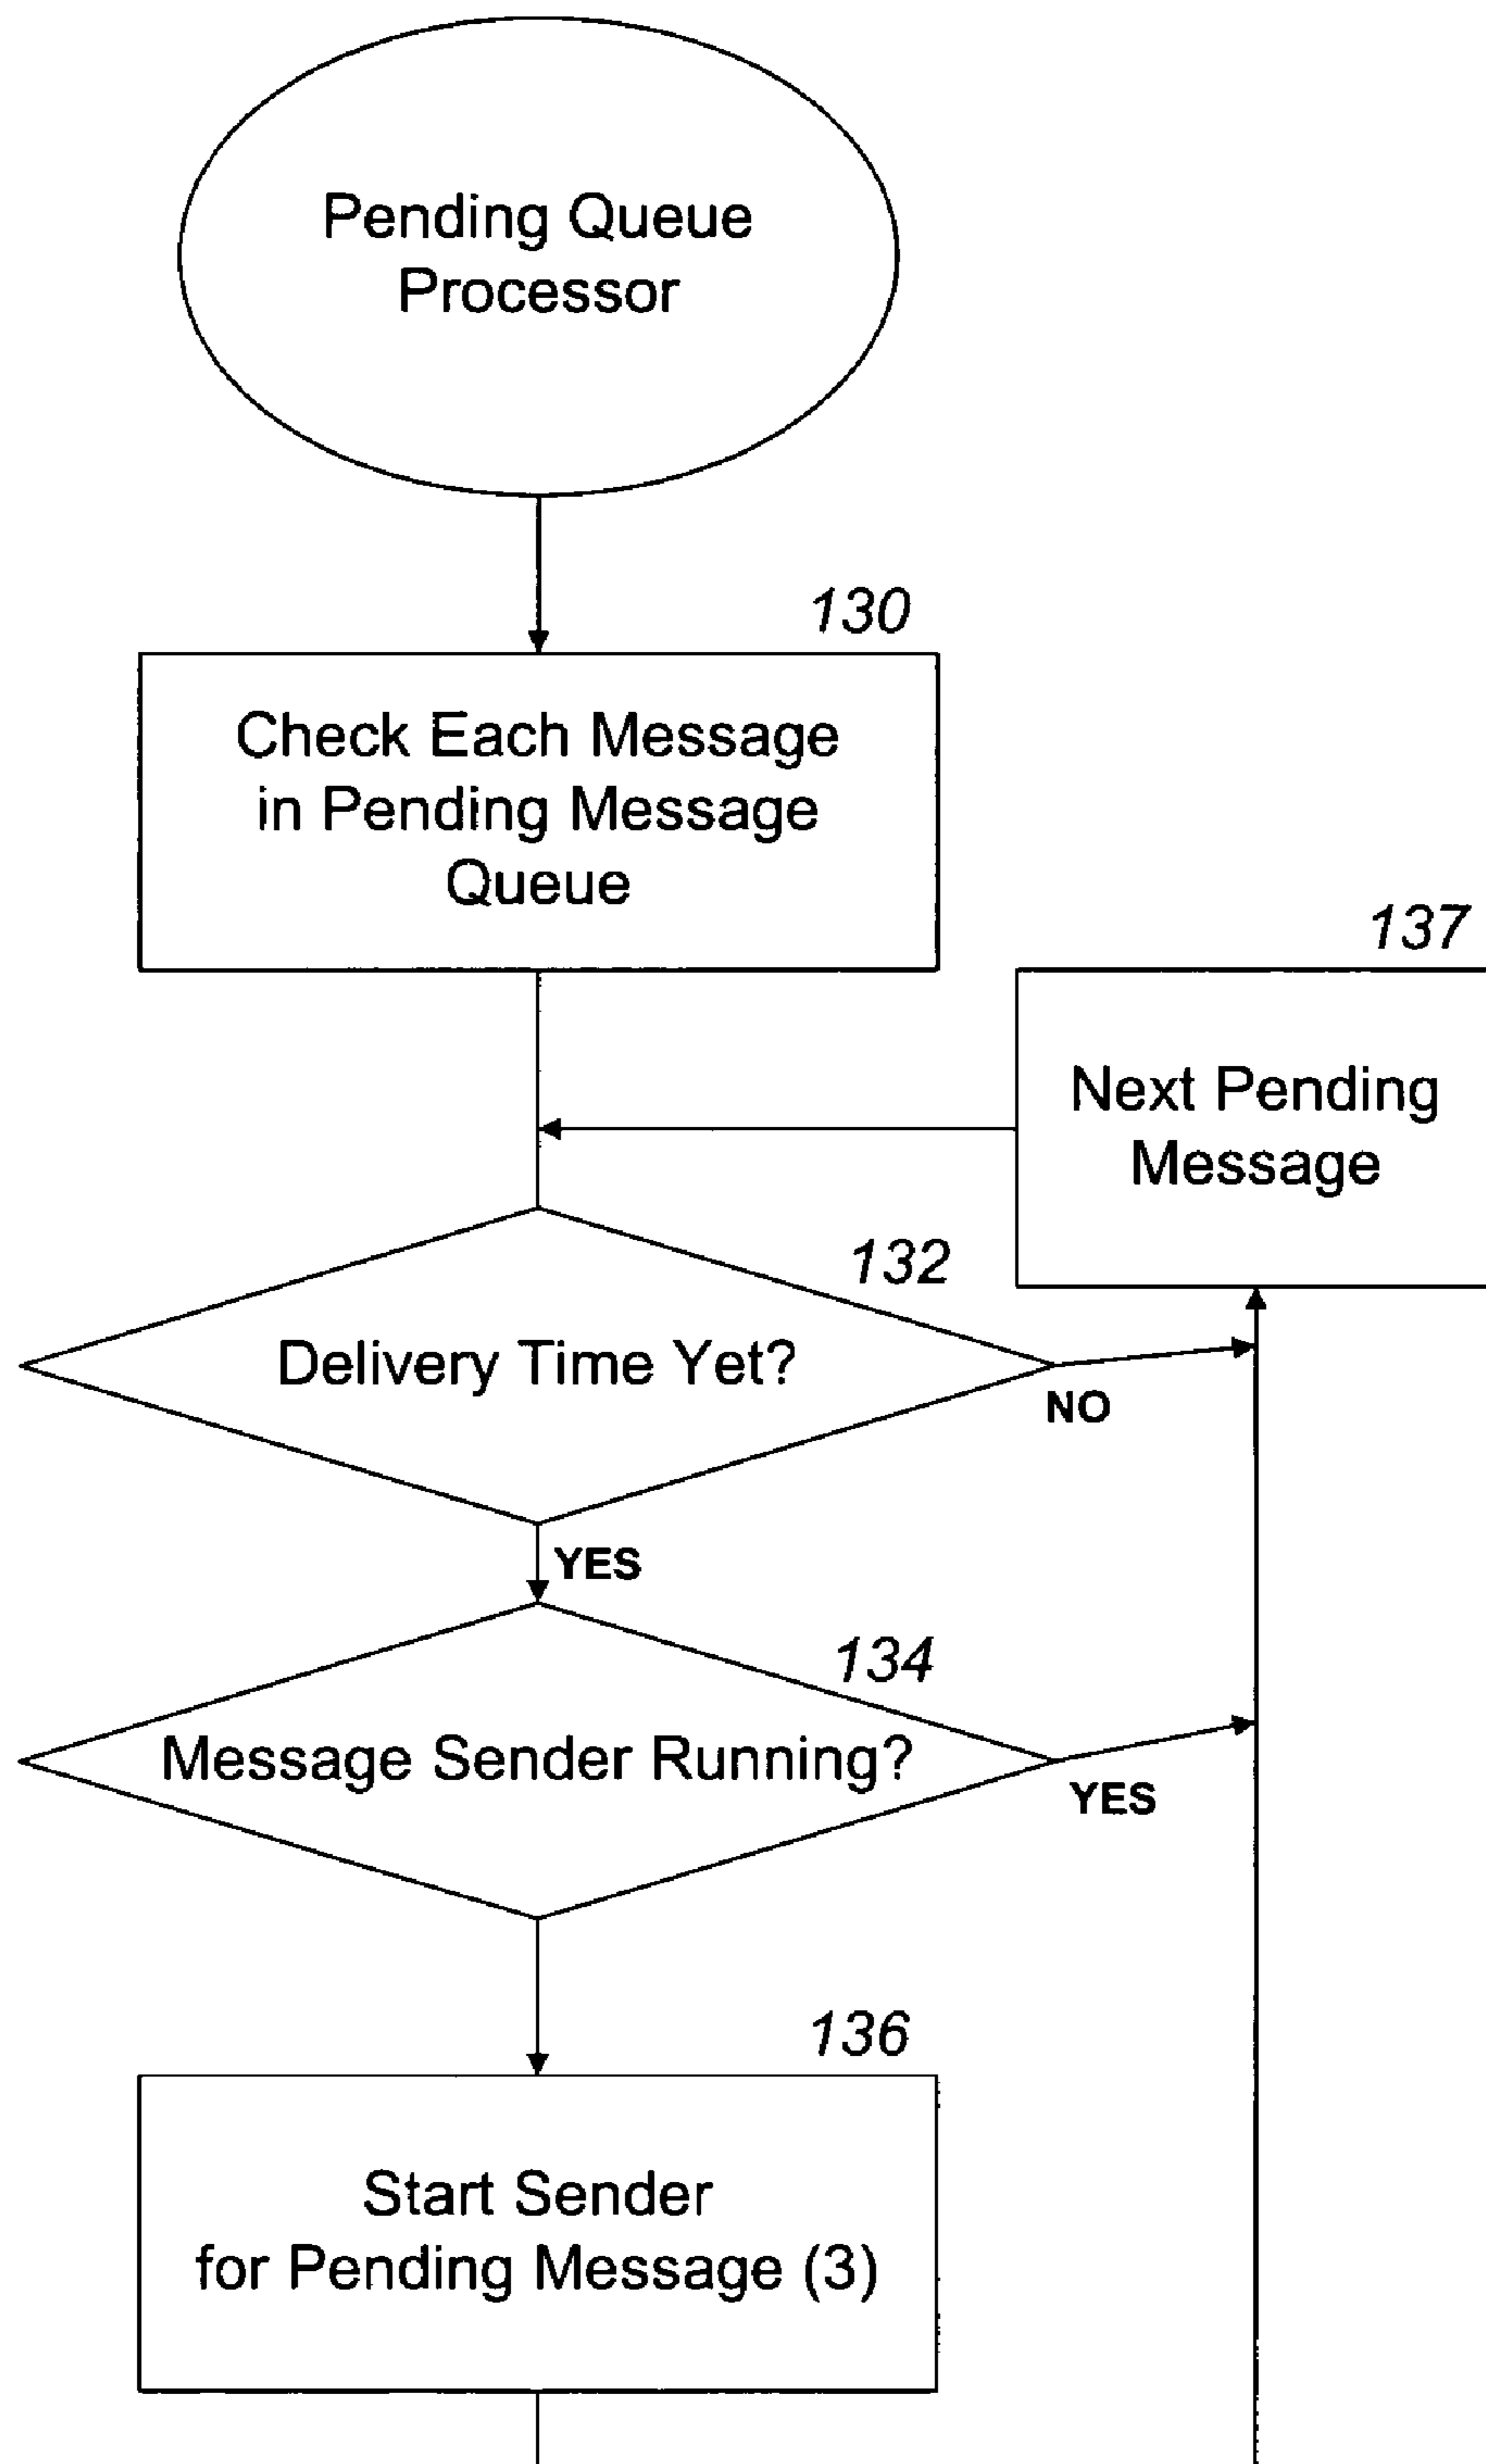 Pending Queue
Processor
130
Check Each Message
in Pending Message
Queue
137
Next Pending
Message
132
Delivery Time Yet?
NO
YES
134
Message Sender Running?
YES
136
Start Sender
for Pending Message (3)